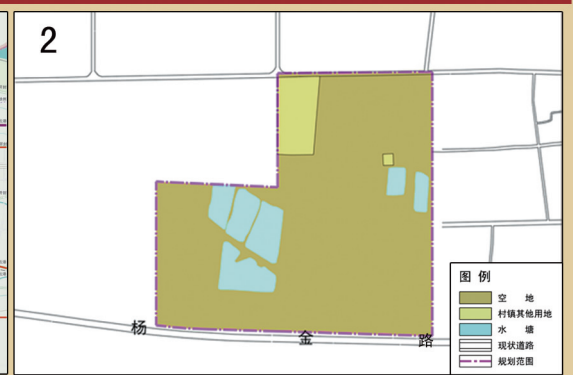 2
杨 金 路
图 例
空 地
村镇其他用地
水 塘
现状道路
规划范围